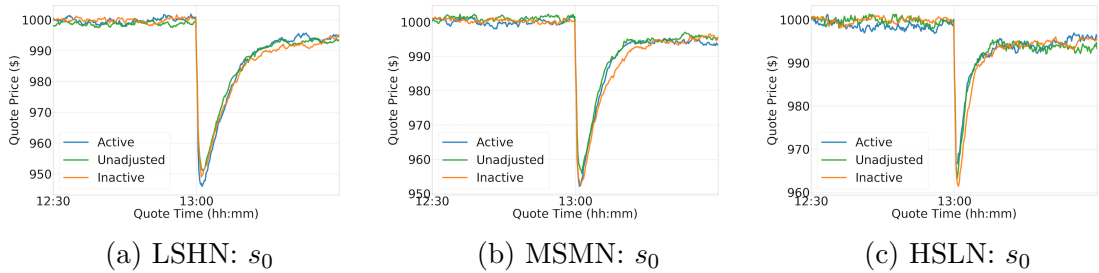 1000
990
980
970
960
950
Quote Price ($)
Active
Unadjusted
Inactive
12:30
13:00
Quote Time (hh:mm)
(a) LSHN: s0
1000
990
980
970
960
950
Quote Price ($)
Active
Unadjusted
Inactive
12:30
13:00
Quote Time (hh:mm)
(b) MSMN: s0
1000
990
980
970
960
Quote Price ($)
Active
Unadjusted
Inactive
12:30
13:00
Quote Time (hh:mm)
(c) HSLN: s0